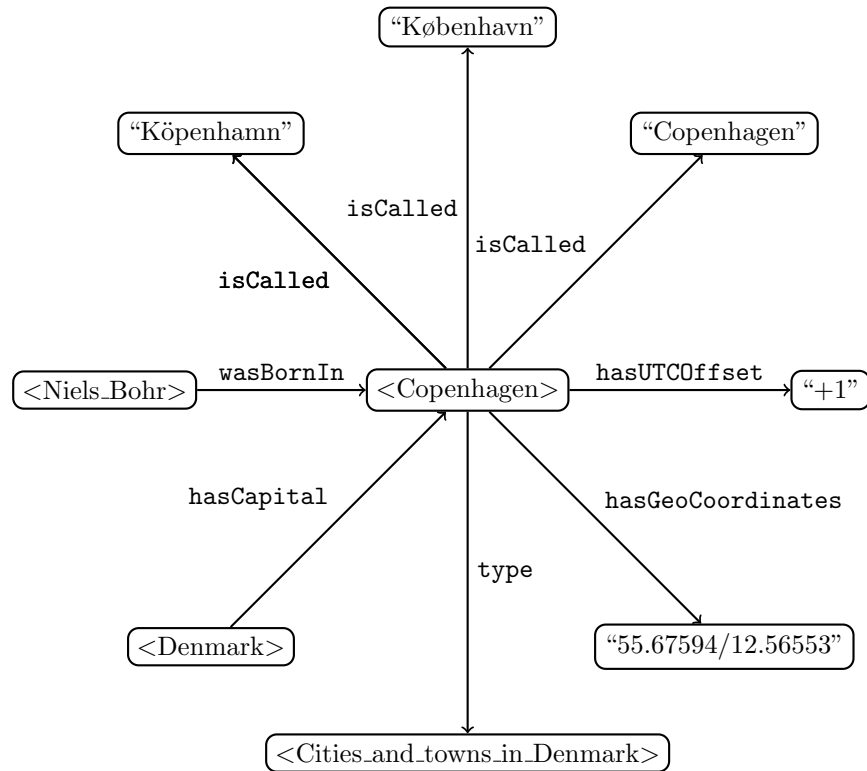 “København”
“Köpenhamn”
“Copenhagen”
isCalled
isCalled
isCalled
<Niels_Bohr>
wasBornIn
<Copenhagen>
hasUTCOffset
“+1”
hasCapital
hasGeoCoordinates
type
<Denmark>
“55.67594/12.56553”
<Cities_and_towns_in_Denmark>